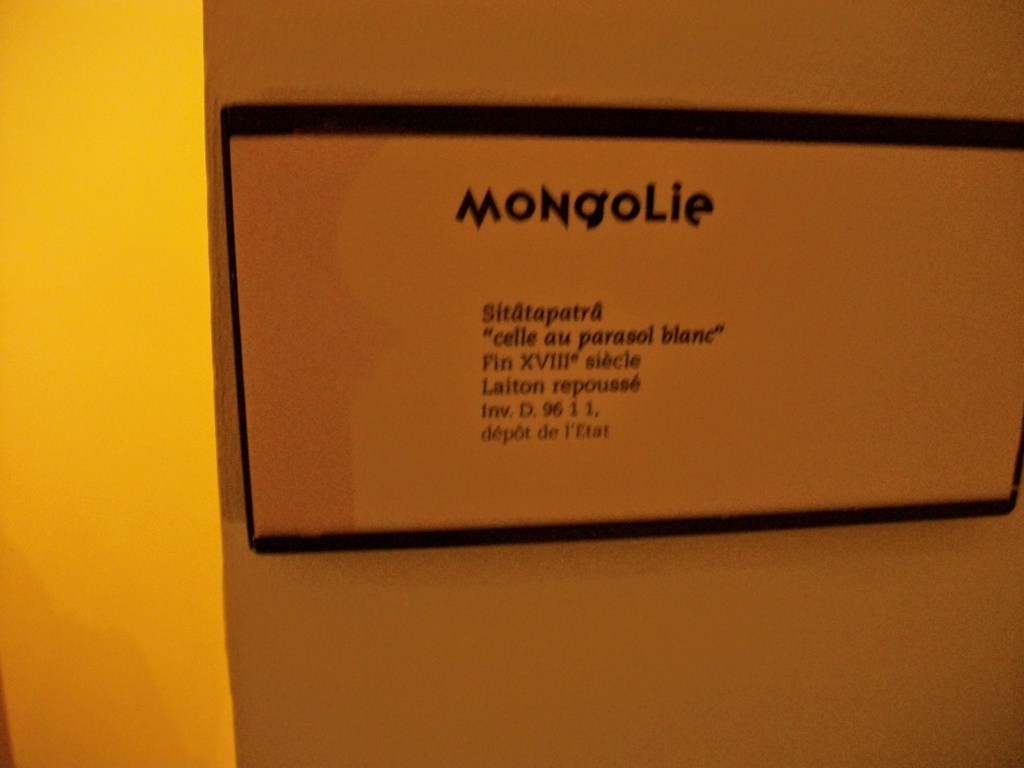 MoNgoLie
Sitâtapatrâ
"celle au parasol blanc"
Fin XVIIIe siècle
Laiton repoussé
Inv. D. 96 1 1,
dépôt de l'Etat